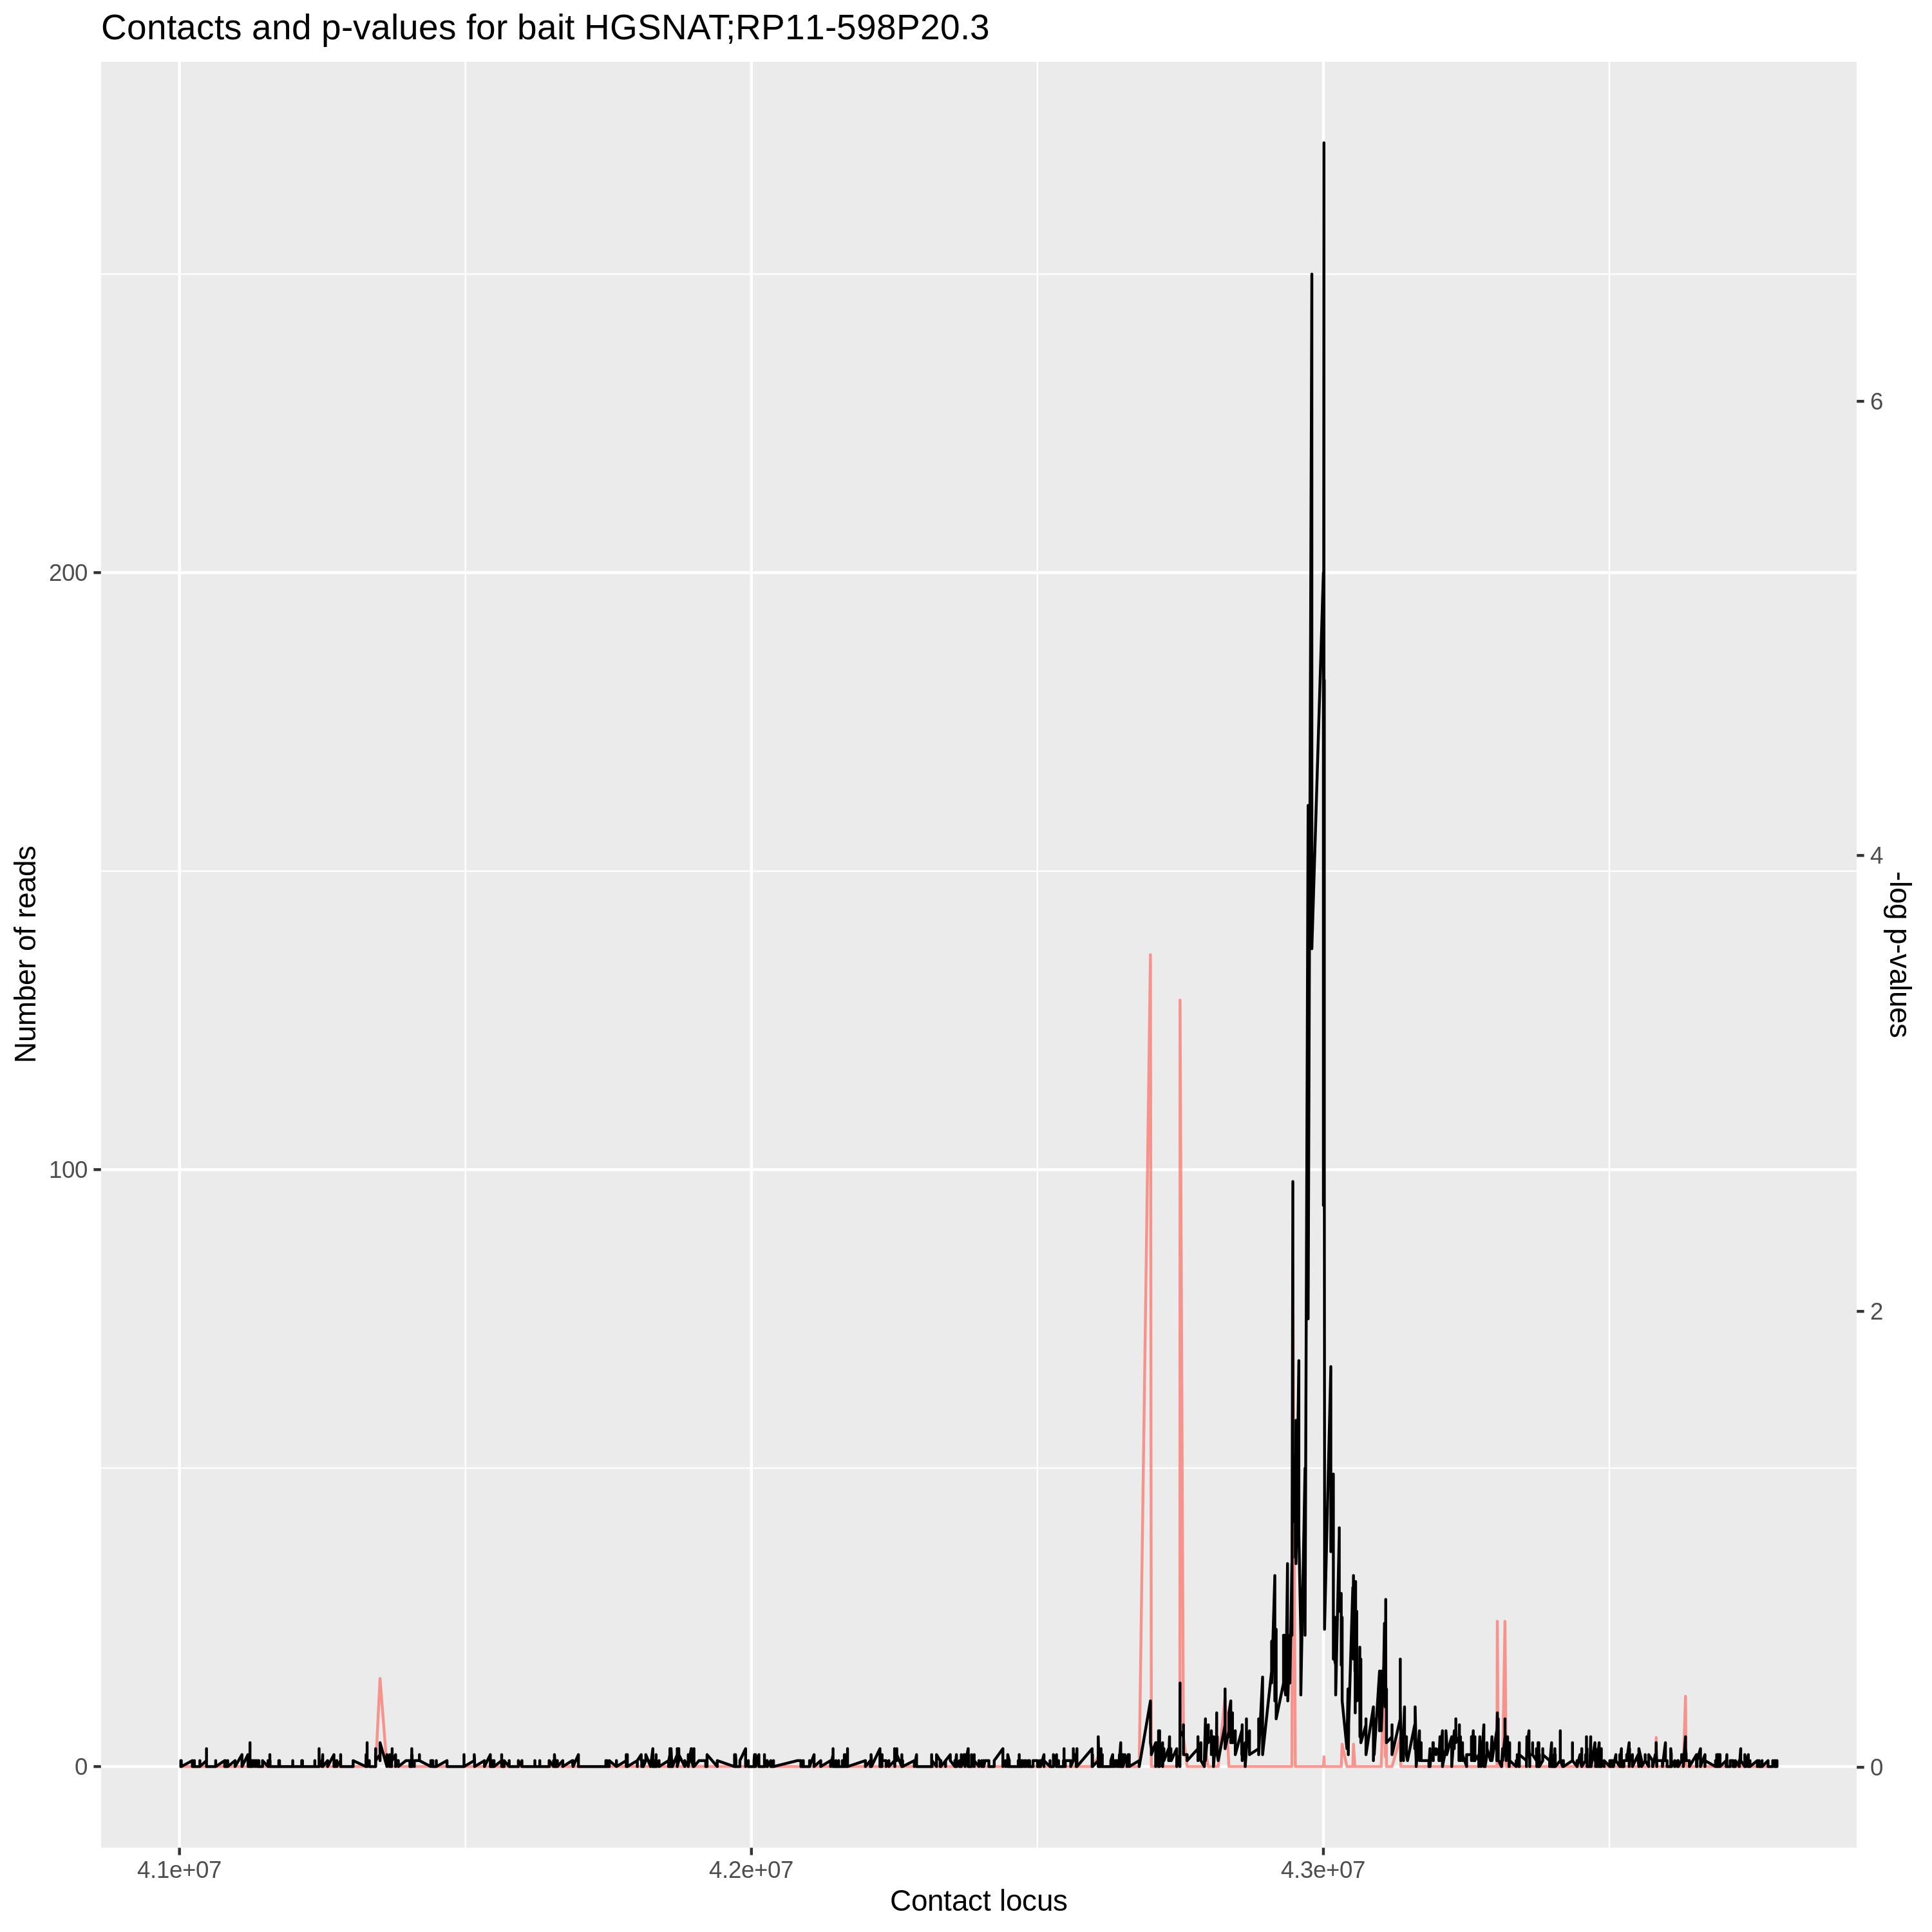 Contacts and p-values for bait HGSNAT;RP11-598P20.3
Number of reads
200
100
0
6
4
2
0
-log p-values
4.1e+07
4.2e+07
4.3e+07
Contact locus